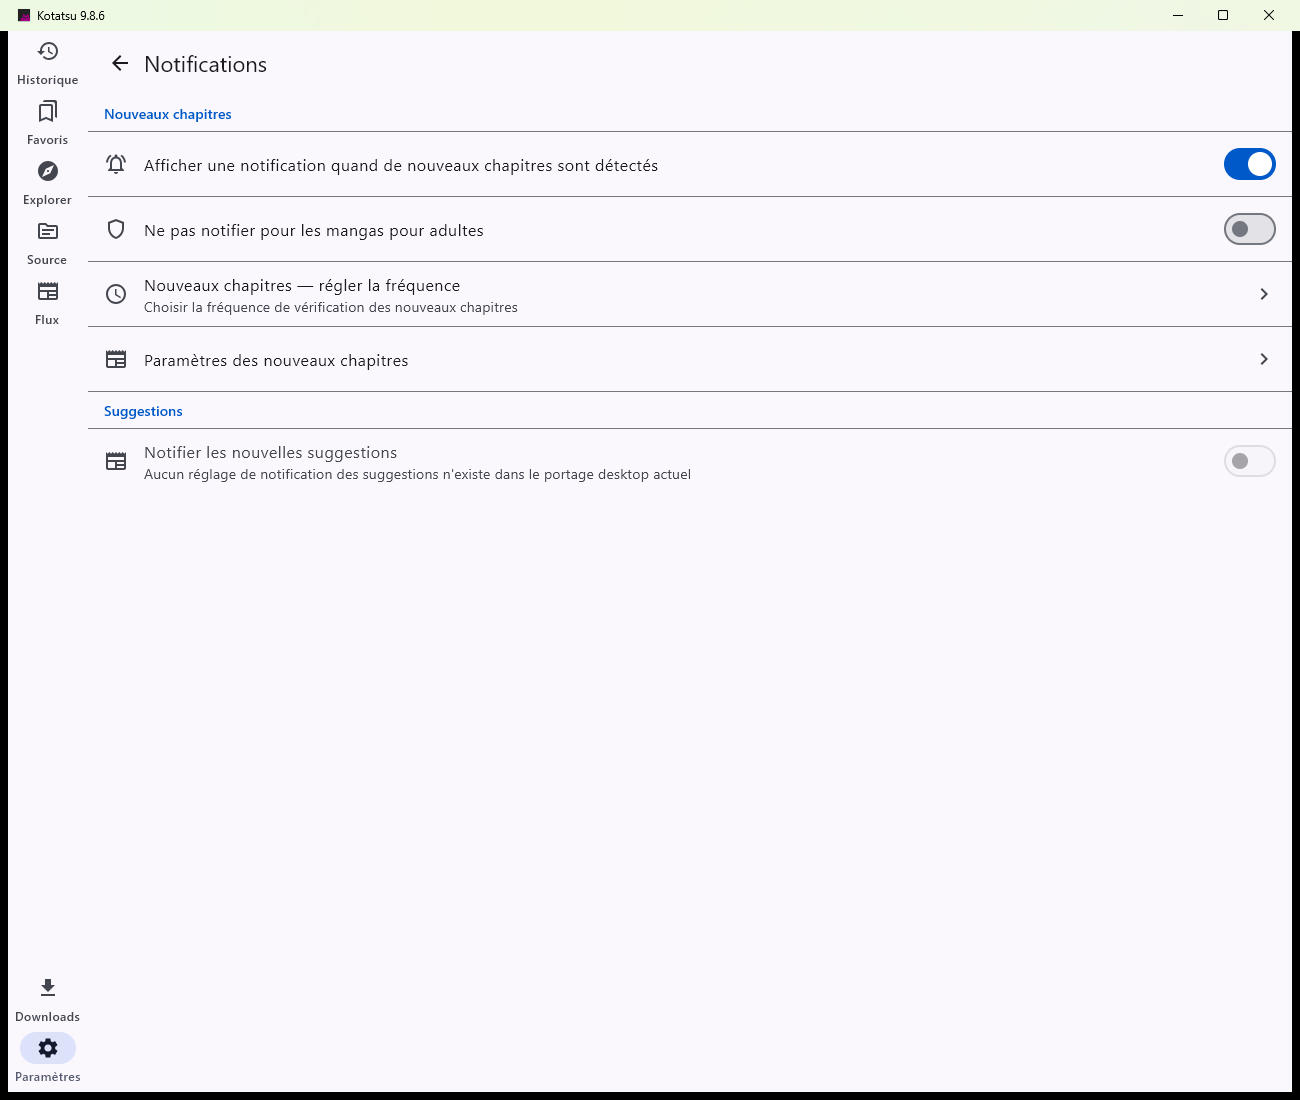 Kotatsu 9.8.6
Historique
Favoris
Explorer
Source
Flux
Notifications
Nouveaux chapitres
Afficher une notification quand de nouveaux chapitres sont détectés
Ne pas notifier pour les mangas pour adultes
Nouveaux chapitres — régler la fréquence
Choisir la fréquence de vérification des nouveaux chapitres
Paramètres des nouveaux chapitres
Suggestions
Notifier les nouvelles suggestions
Aucun réglage de notification des suggestions n'existe dans le portage desktop actuel
Downloads
Paramètres